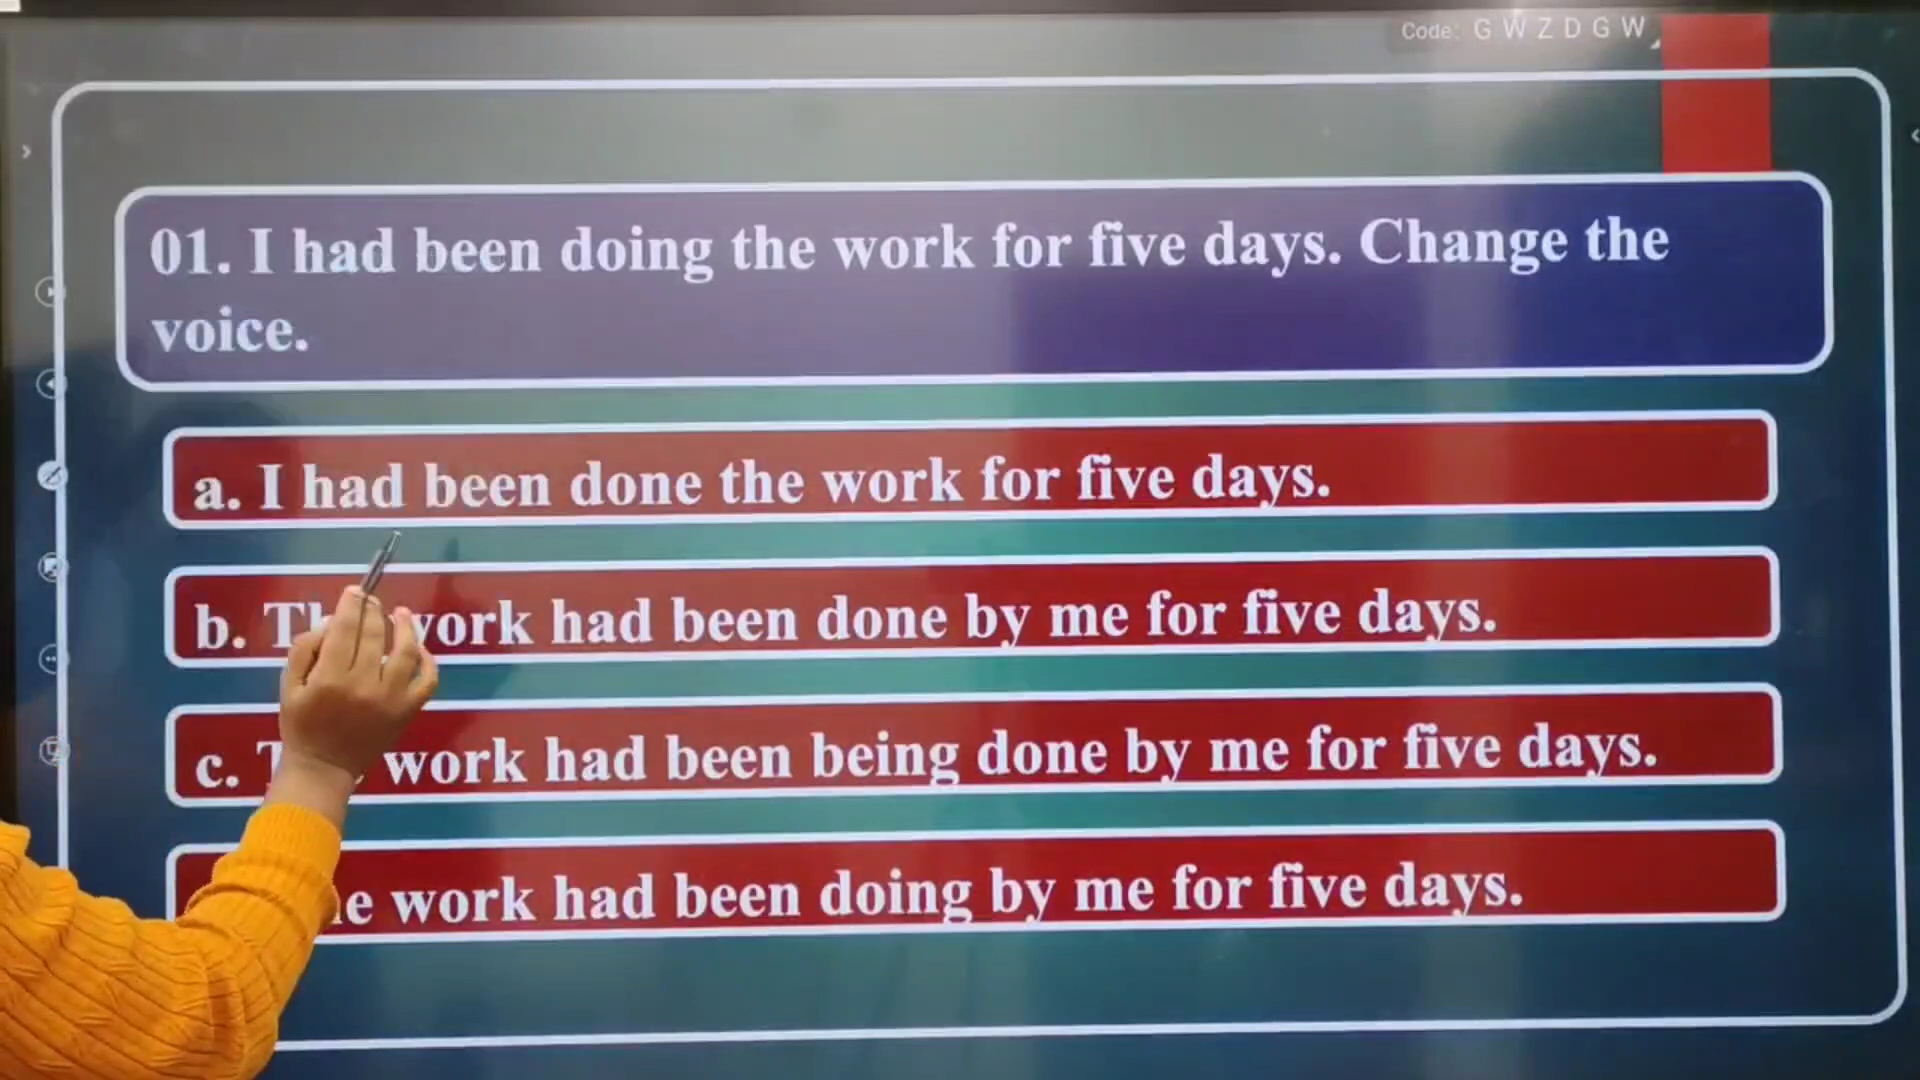 Code: G W Z D G W
01. I had been doing the work for five days. Change the
voice.
a. I had been done the work for five days.
b. work had been done by me for five days.
c. work had been being done by me for five days.
work had been doing by me for five days.